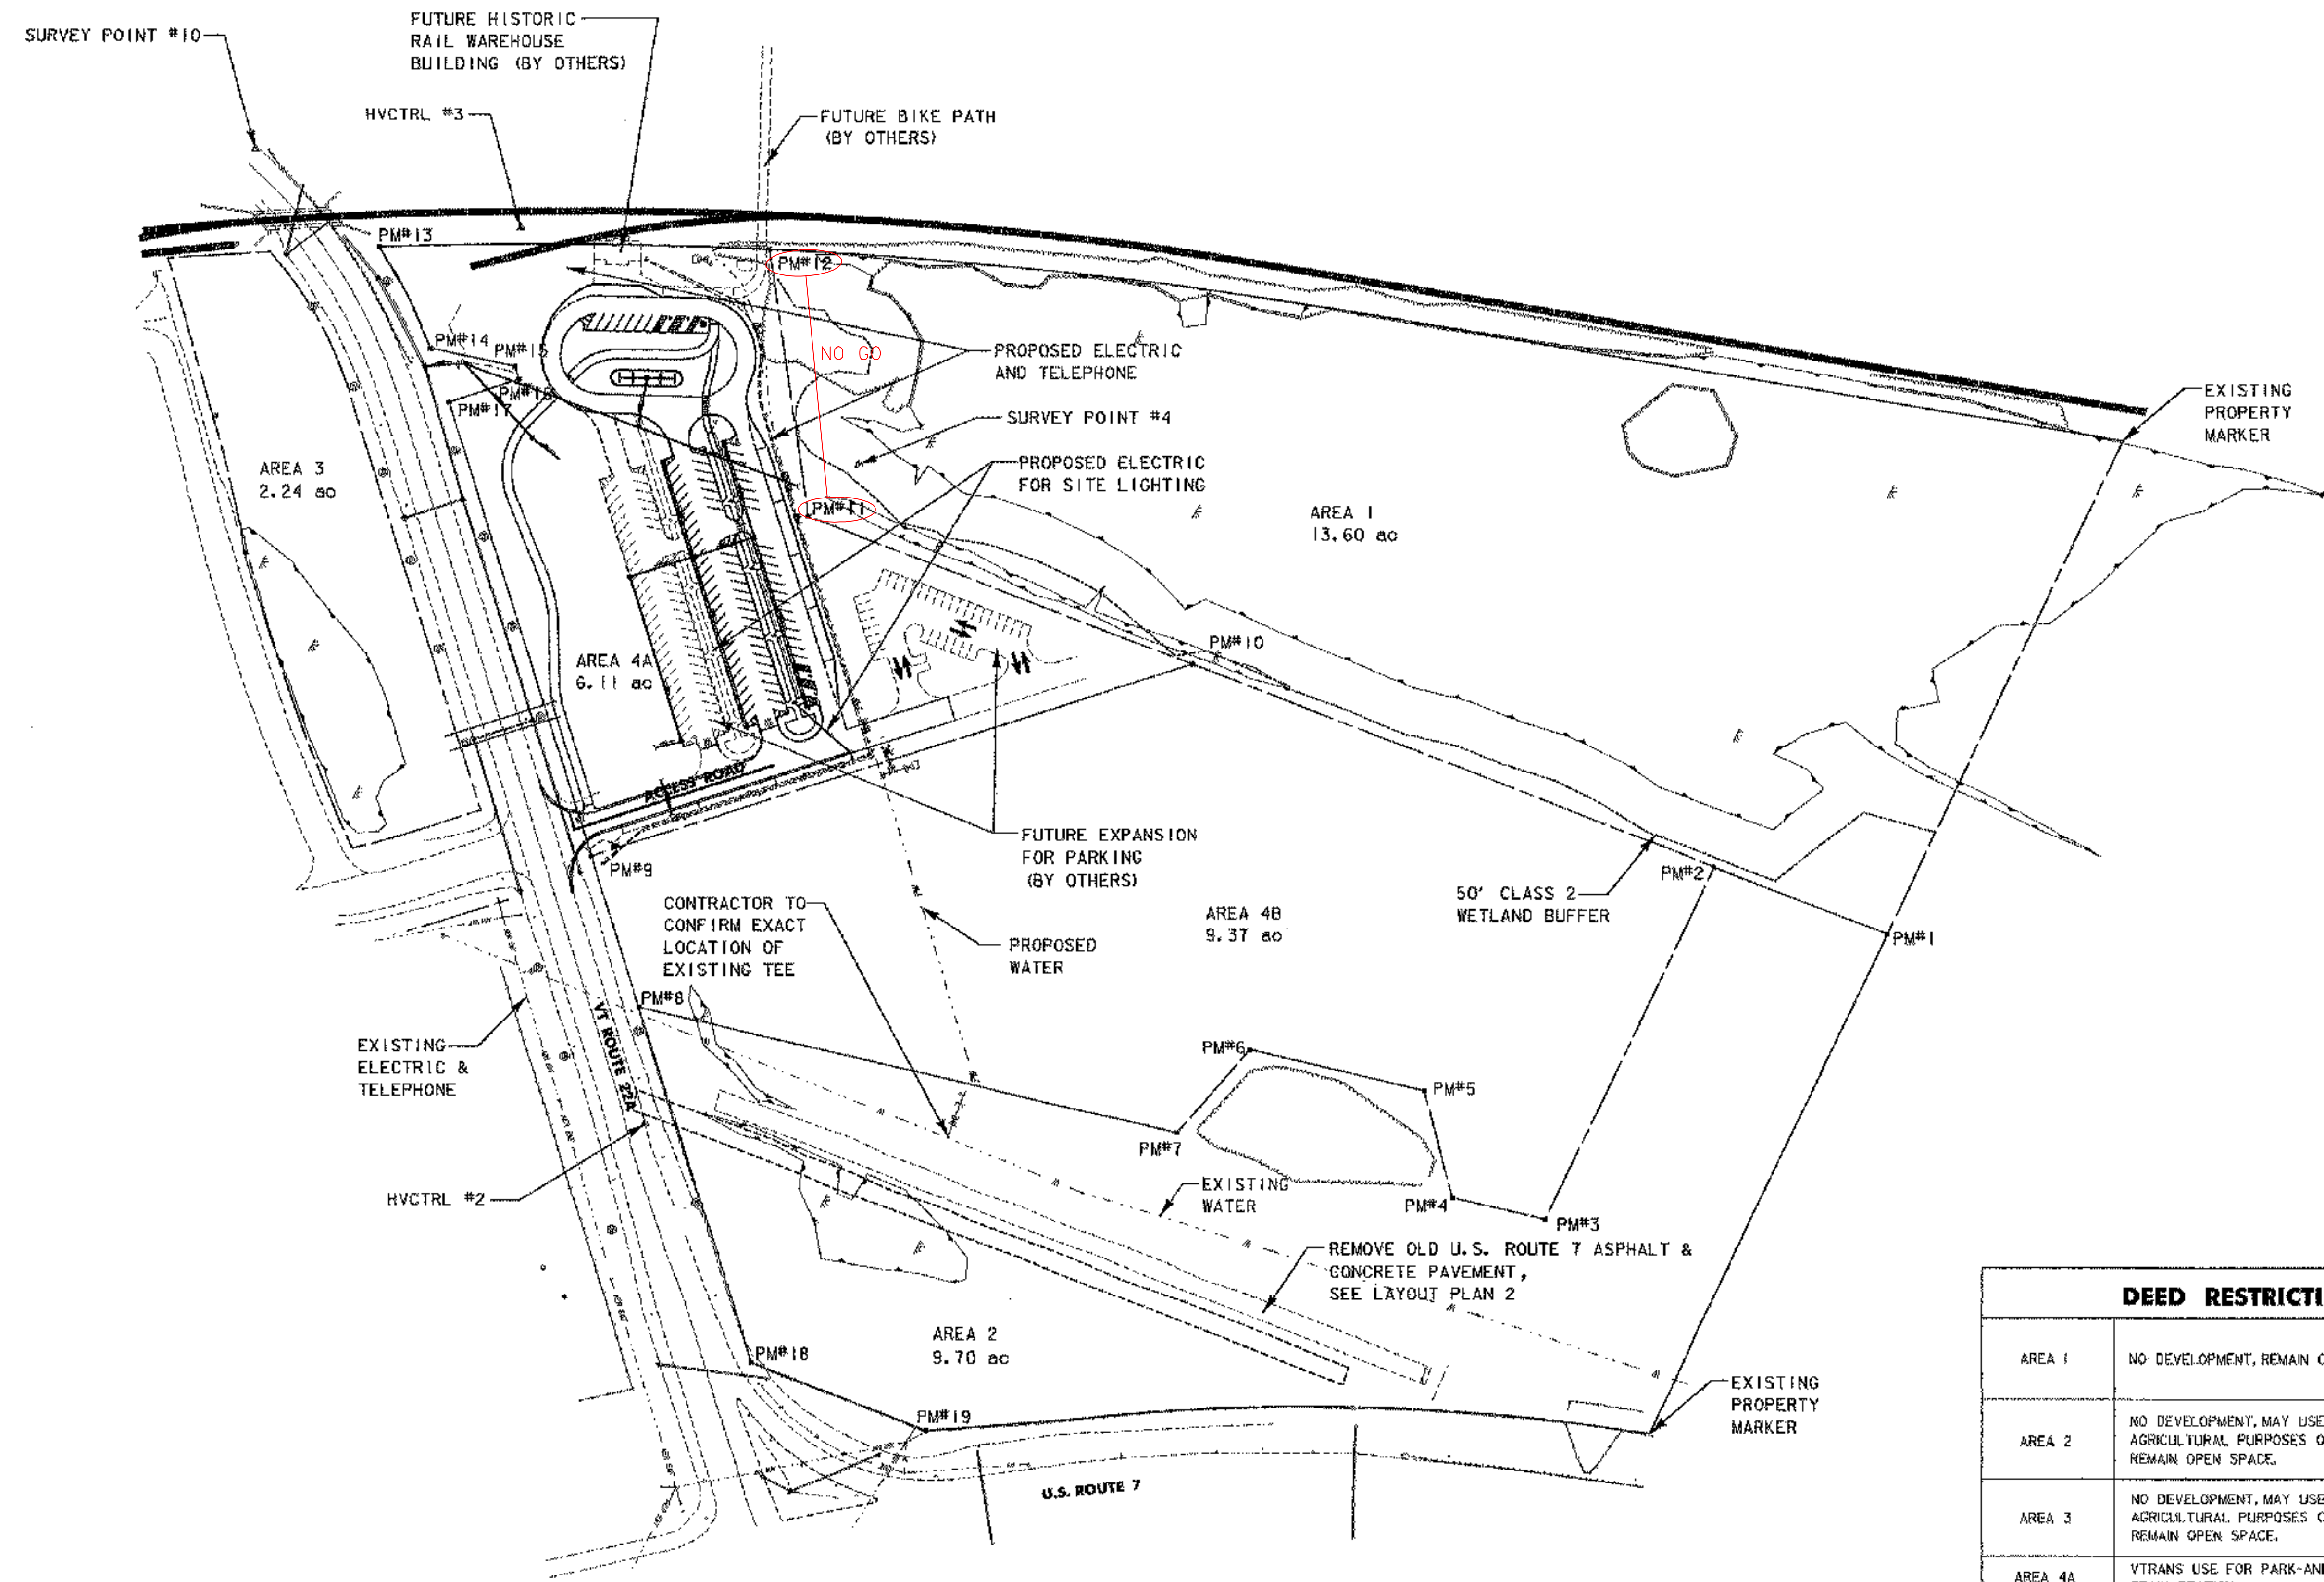 SURVEY POINT #10
FUTURE HISTORIC
RAIL WAREHOUSE
BUILDING (BY OTHERS)
HVCTRL #3
FUTURE BIKE PATH
(BY OTHERS)
PM#13
PM#12
PM#14
PM#15
PM#16
PM#17
NO GO
PROPOSED ELECTRIC
AND TELEPHONE
SURVEY POINT #4
EXISTING
PROPERTY
MARKER
AREA 3
2.24 ac
PROPOSED ELECTRIC
FOR SITE LIGHTING
PM#11
AREA 1
13.60 ac
PM#10
AREA 4A
6.11 ac
ACCESS ROAD
PM#9
FUTURE EXPANSION
FOR PARKING
(BY OTHERS)
PM#2
50' CLASS 2
WETLAND BUFFER
PM#1
CONTRACTOR TO
CONFIRM EXACT
LOCATION OF
EXISTING TEE
PROPOSED
WATER
AREA 4B
9.37 ac
PM#8
VT ROUTE 22A
EXISTING
ELECTRIC &
TELEPHONE
PM#6
PM#5
PM#7
HVCTRL #2
EXISTING
WATER
PM#4
PM#3
REMOVE OLD U.S. ROUTE 7 ASPHALT &
CONCRETE PAVEMENT,
SEE LAYOUT PLAN 2
AREA 2
9.70 ac
PM#18
PM#19
EXISTING
PROPERTY
MARKER
U.S. ROUTE 7
DEED RESTRICTI
AREA 1
NO DEVELOPMENT, REMAIN O
AREA 2
NO DEVELOPMENT, MAY USE
AGRICULTURAL PURPOSES O
REMAIN OPEN SPACE.
AREA 3
NO DEVELOPMENT, MAY USE
AGRICULTURAL PURPOSES O
REMAIN OPEN SPACE.
AREA 4A
VTRANS USE FOR PARK-AN